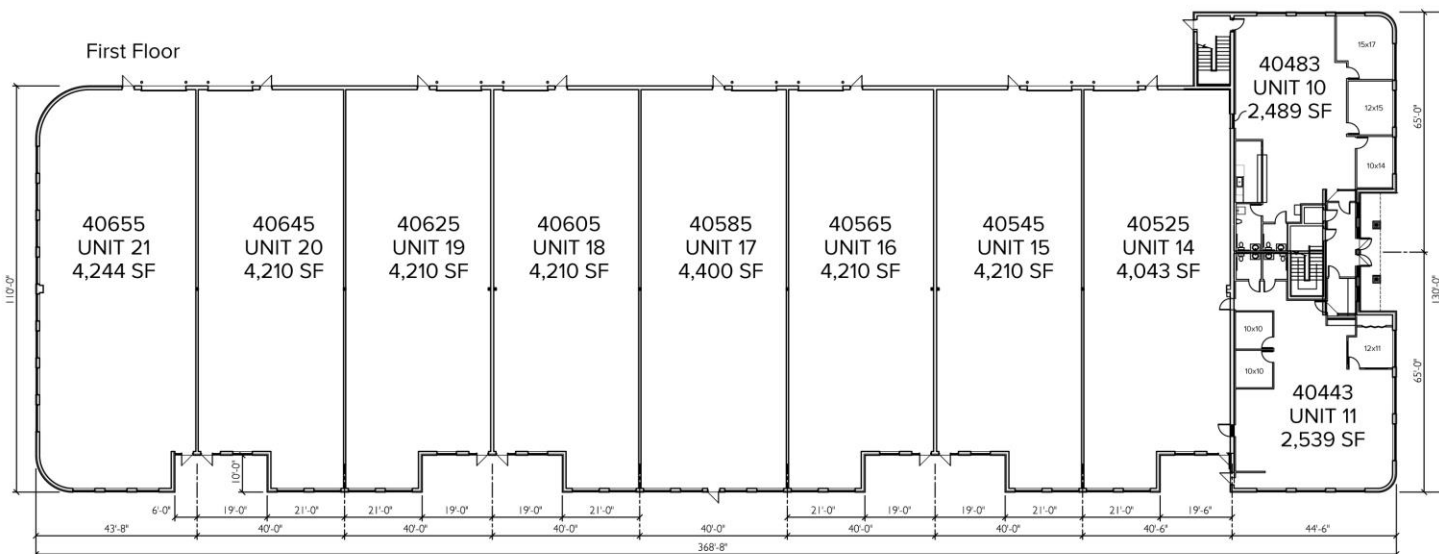 First Floor
40655
UNIT 21
4,244 SF
40645
UNIT 20
4,210 SF
40625
UNIT 19
4,210 SF
40605
UNIT 18
4,210 SF
40585
UNIT 17
4,400 SF
40565
UNIT 16
4,210 SF
40545
UNIT 15
4,210 SF
40525
UNIT 14
4,043 SF
40483
UNIT 10
2,489 SF
15x17
12x15
10x14
10x10
10x10
12x11
40443
UNIT 11
2,539 SF
110'-0"
10'-0"
65'-0"
130'-0"
65'-0"
6'-0"
19'-0"
21'-0"
21'-0"
19'-0"
19'-0"
21'-0"
21'-0"
19'-0"
19'-0"
21'-0"
21'-0"
19'-6"
43'-8"
40'-0"
40'-0"
40'-0"
40'-0"
40'-0"
40'-0"
40'-6"
44'-6"
368'-8"